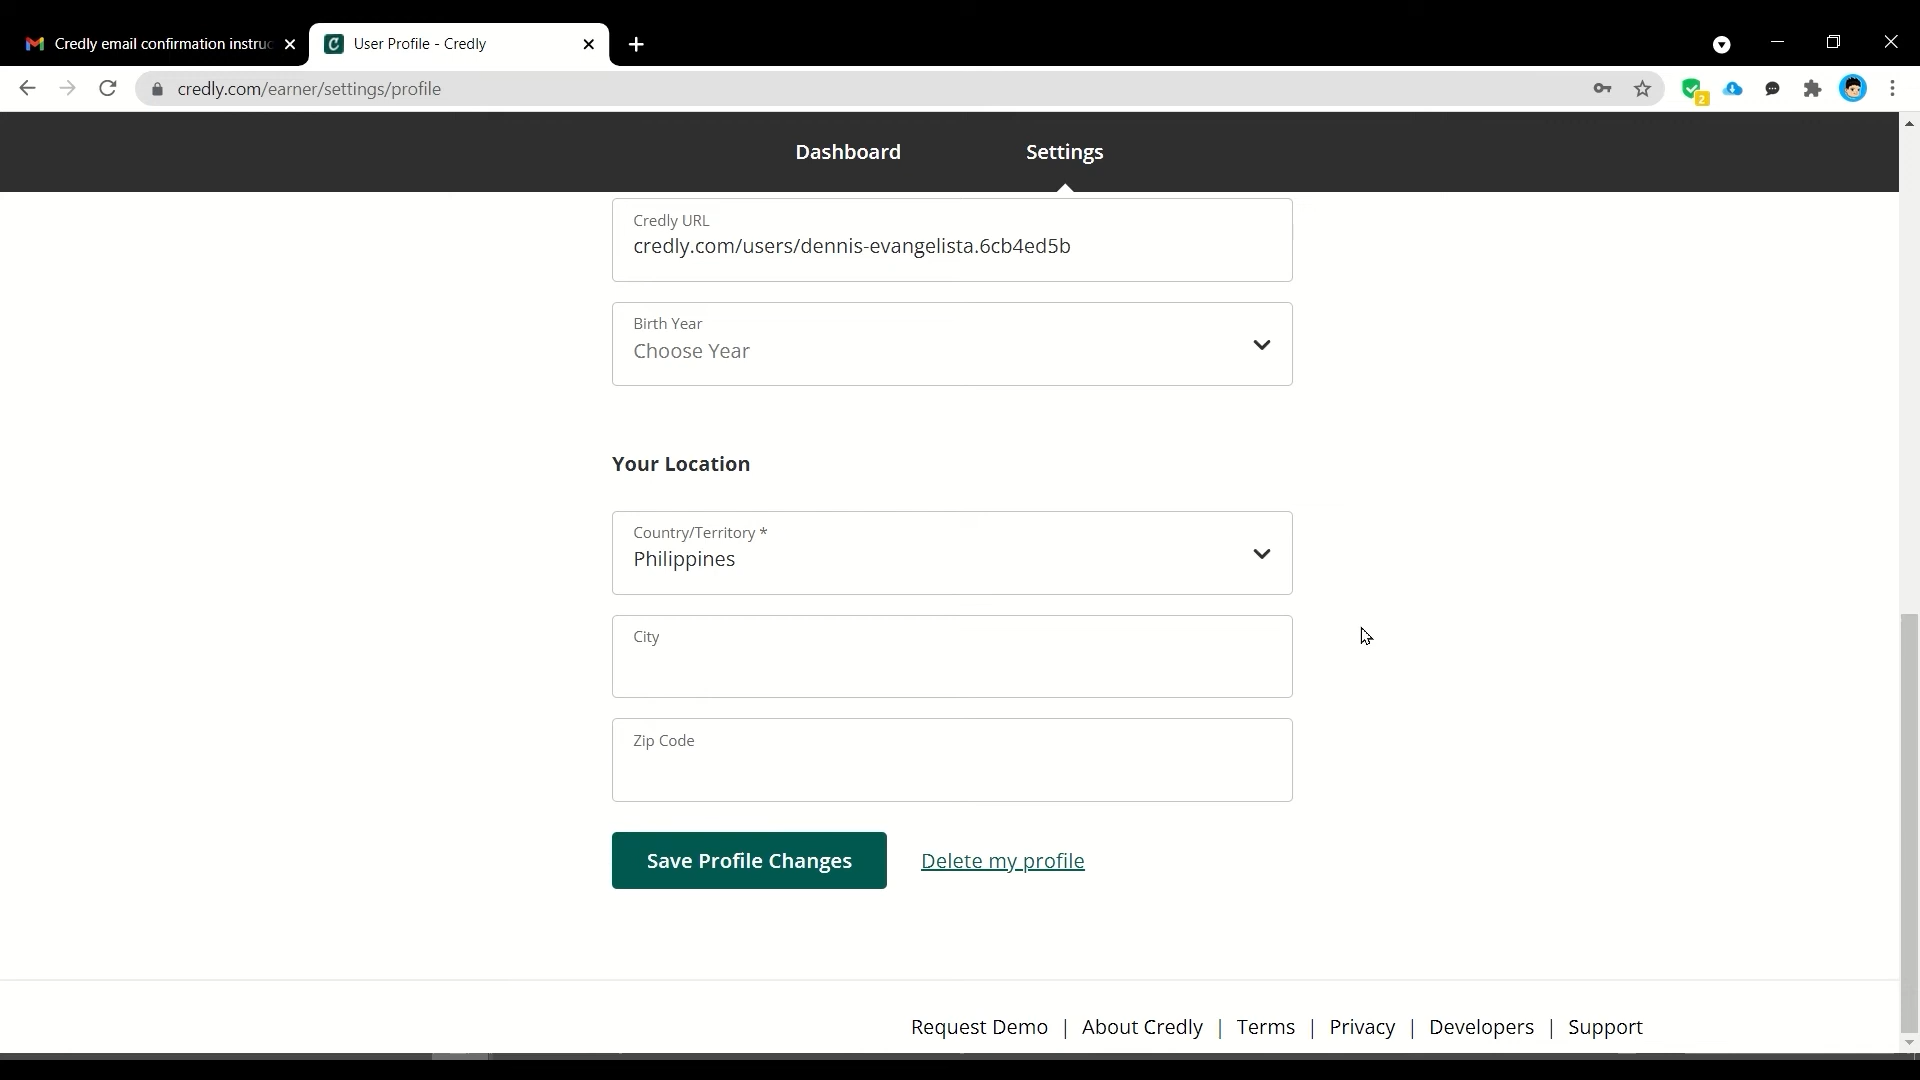 Credly email confirmation instruc
User Profile - Credly
credly.com/earner/settings/profile
2
Dashboard
Settings
Credly URL
credly.com/users/dennis-evangelista.6cb4ed5b
Birth Year
Choose Year
Your Location
Country/Territory *
Philippines
City
Zip Code
Save Profile Changes
Delete my profile
Request Demo | About Credly | Terms | Privacy | Developers | Support